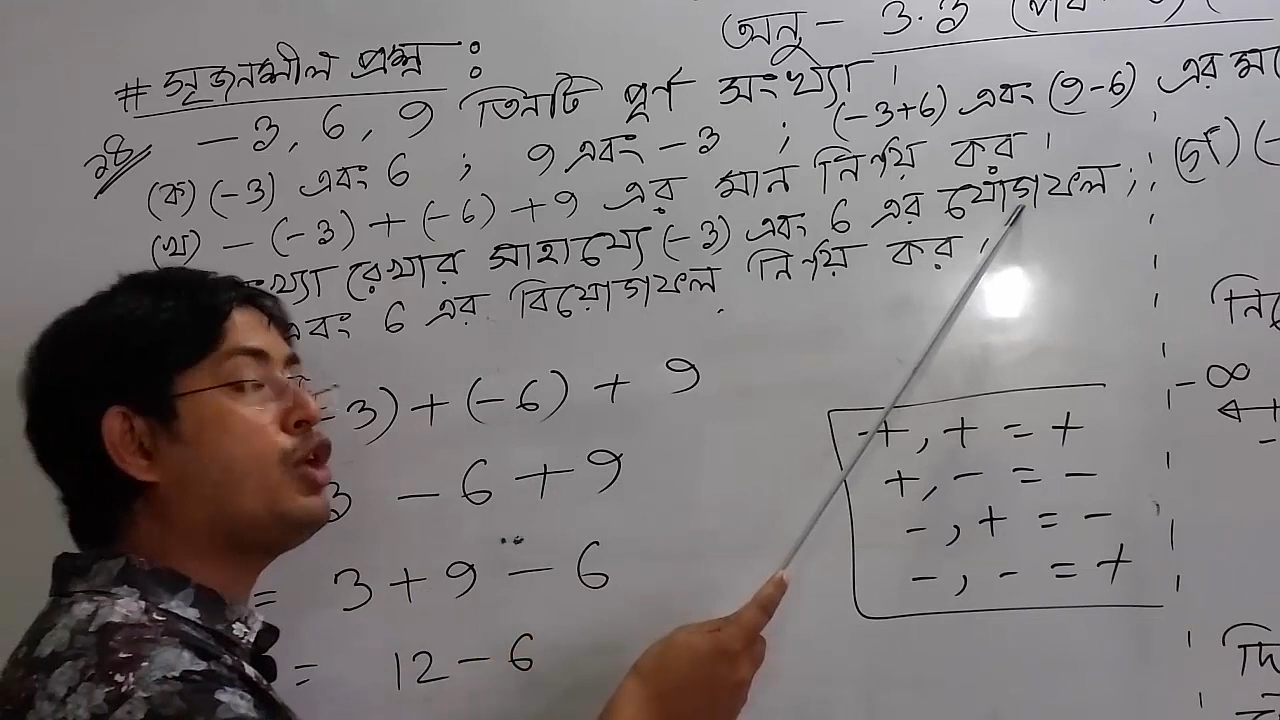 অনু - 3.3
# সৃজনশীল প্রশ্ন :
২৪ - 3, 6, 9 তিনটি পূর্ণ সংখ্যা।
(ক) (-3) এবং 6 ; 9 এবং -3 ; (-3+6) এবং (9-6) এর
(খ) - (-3) + (-6) + 9 এর মান নির্ণয় কর।
সংখ্যা রেখার সাহায্যে (-3) এবং 6 এর যোগফল ;
এবং 6 এর বিয়োগফল নির্ণয় কর।
(গ) (-
-3) + (-6) + 9
3 - 6 + 9
= 3 + 9 - 6
= 12 - 6
+, + = +
+, - = -
-, + = -
-, - = +
- ∞